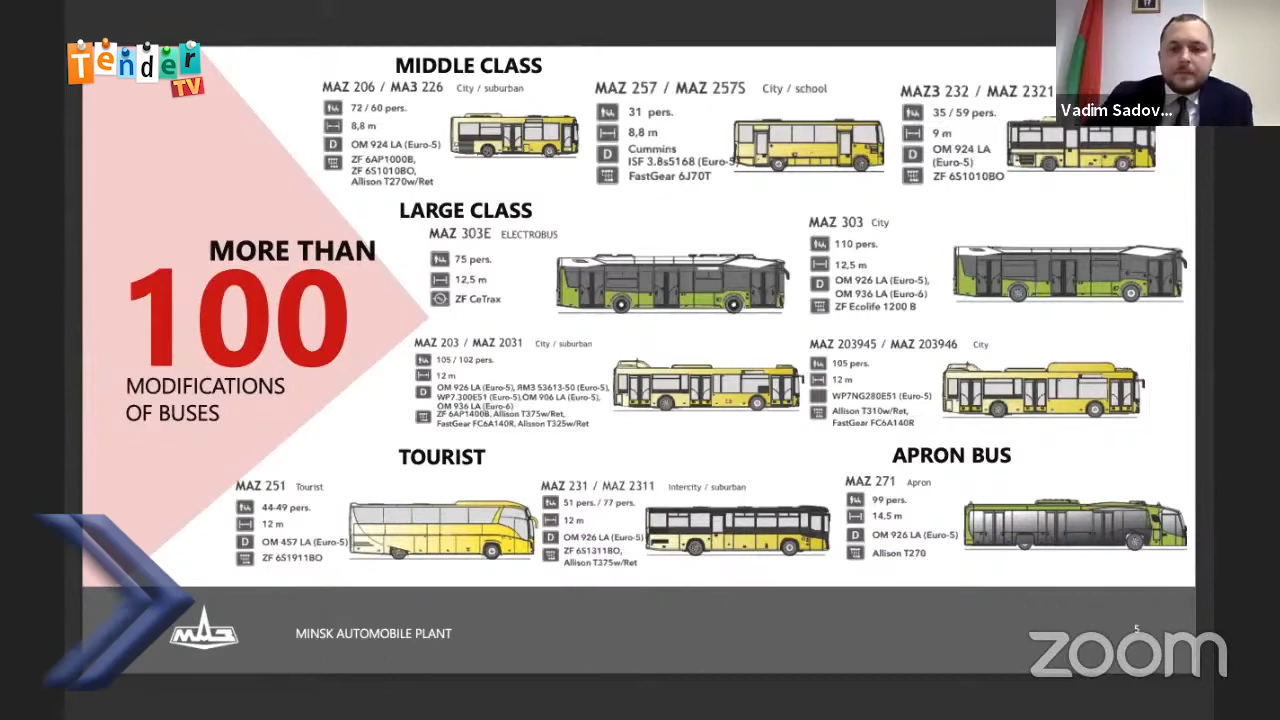 Tender
TV
Vadim Sadov...
MIDDLE CLASS
MAZ 206 / МАЗ 226 City / suburban
72 / 60 pers.
8,8 m
D
OM 924 LA (Euro-5)
ZF 6AP1000B,
ZF 6S1010BO,
Allison T270w/Ret
MAZ 257 / MAZ 257S City / school
31 pers.
8,8 m
D
Cummins
ISF 3.8s5168 (Euro-5)
FastGear 6J70T
МАЗ 232 / MAZ 2321
35 / 59 pers.
9 m
D
OM 924 LA
(Euro-5)
ZF 6S1010BO
MORE THAN
100
MODIFICATIONS
OF BUSES
LARGE CLASS
MAZ 303E ELECTROBUS
75 pers.
12,5 m
ZF CeTrax
MAZ 303 City
110 pers.
12,5 m
D
OM 926 LA (Euro-5),
OM 936 LA (Euro-6)
ZF Ecolife 1200 B
MAZ 203 / MAZ 2031 City / suburban
105 / 102 pers.
12 m
D
OM 926 LA (Euro-5), ЯМЗ 53613-50 (Euro-5),
WP7.300E51 (Euro-5),OM 906 LA (Euro-5),
OM 936 LA (Euro-6)
ZF 6AP1400B, Allison T375w/Ret,
FastGear FC6A140R, Alisson T325w/Ret
MAZ 203945 / MAZ 203946 City
105 pers.
12 m
WP7NG280E51 (Euro-5)
Allison T310w/Ret,
FastGear FC6A140R
TOURIST
MAZ 251 Tourist
44-49 pers.
12 m
D
OM 457 LA (Euro-5)
ZF 6S1911BO
MAZ 231 / MAZ 2311 Intercity / suburban
51 pers. / 77 pers.
12 m
D
OM 926 LA (Euro-5)
ZF 6S1311BO,
Allison T375w/Ret
APRON BUS
MAZ 271 Apron
99 pers.
14,5 m
D
OM 926 LA (Euro-5)
Allison T270
МАЗ
MINSK AUTOMOBILE PLANT
5
zoom